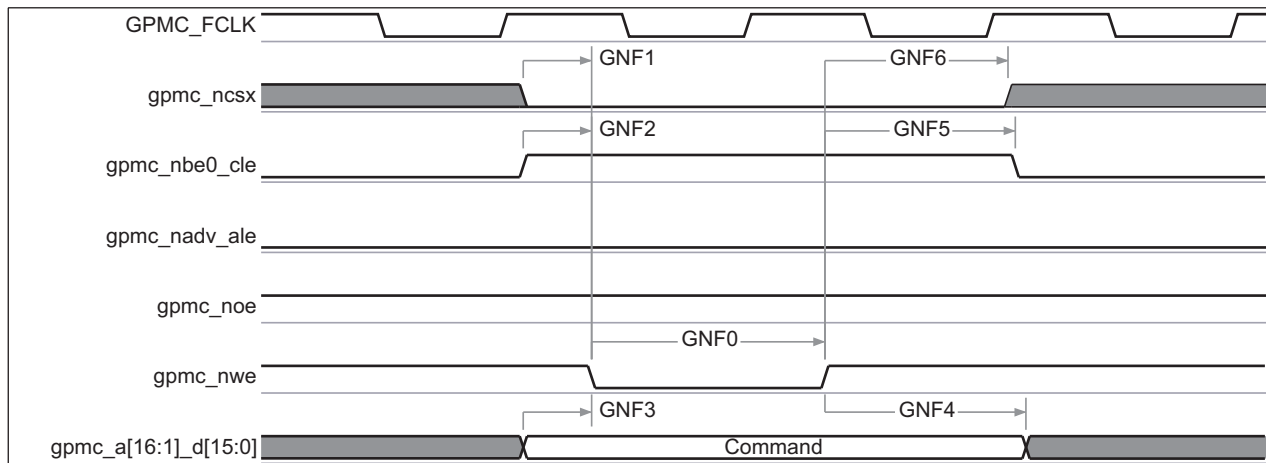 GPMC_FCLK
GNF1 GNF6
gpmc_ncsx
GNF2 GNF5
gpmc_nbe0_cle
gpmc_nadv_ale
gpmc_noe
GNF0
gpmc_nwe
GNF3 GNF4
gpmc_a[16:1]_d[15:0] Command